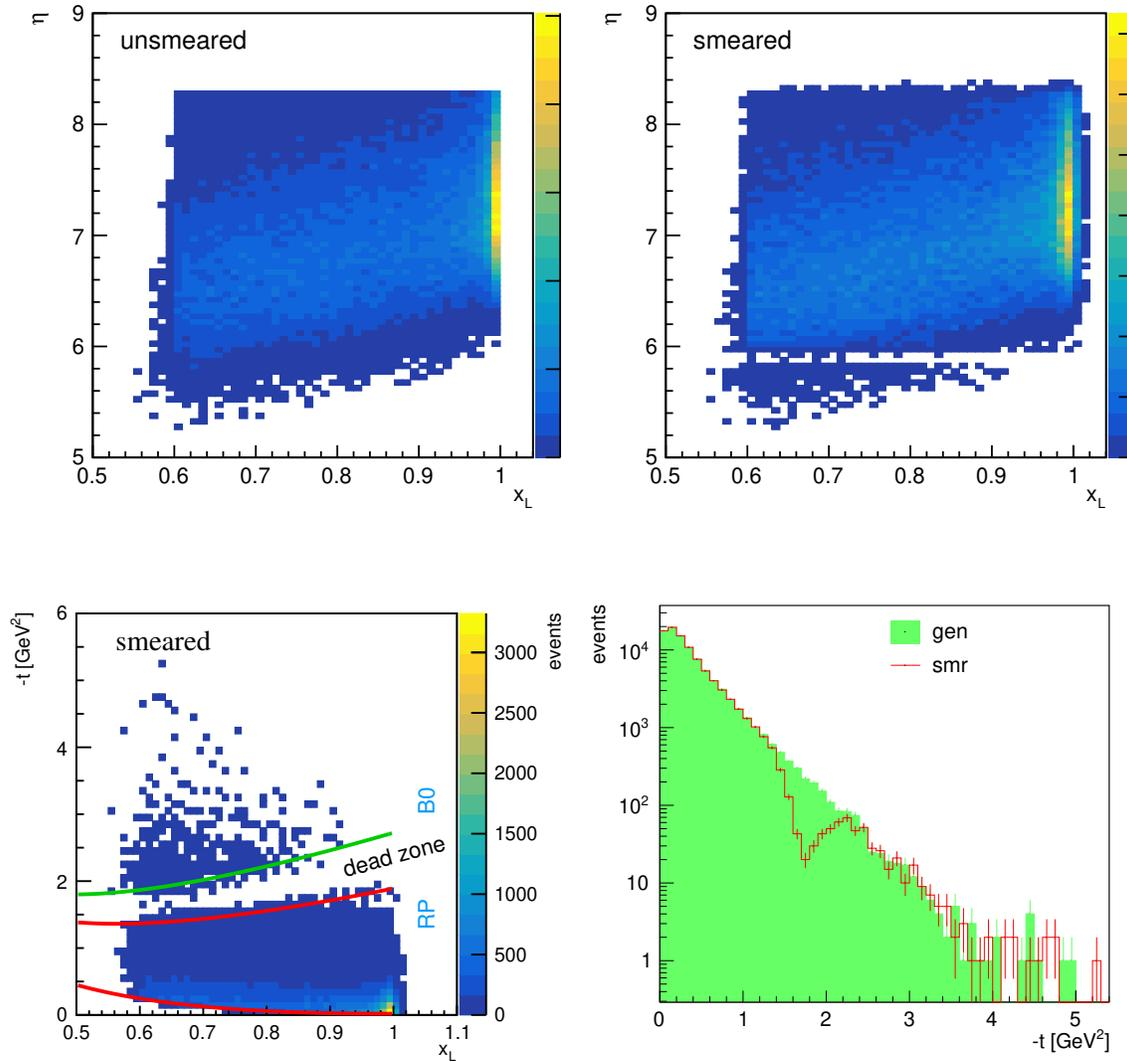 η
9
8
7
6
5
unsmeared
0.5 0.6 0.7 0.8 0.9 1
x_L
η
9
8
7
6
5
smeared
0.5 0.6 0.7 0.8 0.9 1
x_L
-t [GeV²]
6
4
2
0
smeared
B0
dead zone
RP
0.5 0.6 0.7 0.8 0.9 1 1.1
x_L
3000
2500
2000
1500
1000
500
0
events
events
10⁴
10³
10²
10
1
gen
smr
0 1 2 3 4 5
-t [GeV²]